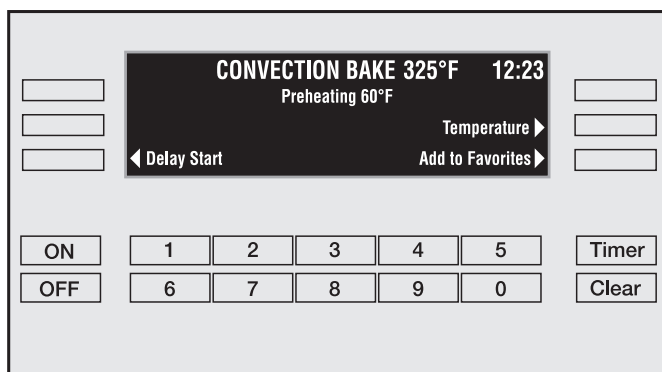 CONVECTION BAKE 325°F 12:23
Preheating 60°F
Temperature
Delay Start Add to Favorites
ON 1 2 3 4 5 Timer
OFF 6 7 8 9 0 Clear